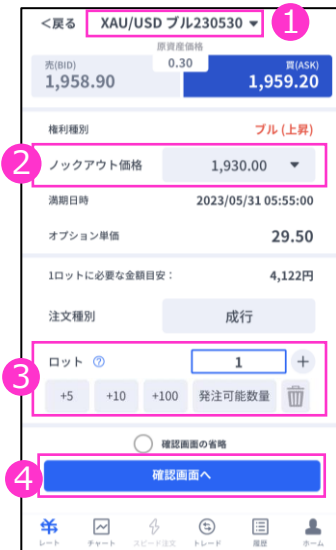 <戻る XAU/USD ブル230530 ▼ 1
原資産価格
売(BID) 0.30 買(ASK)
1,958.90 1,959.20
権利種別 ブル (上昇)
2 ノックアウト価格 1,930.00 ▼
満期日時 2023/05/31 05:55:00
オプション単価 29.50
1ロットに必要な金額目安: 4,122円
注文種別 成行
3 ロット ? 1 +
+5 +10 +100 発注可能数量
確認画面の省略
4 確認画面へ
レート チャート スピード注文 トレード 履歴 ホーム